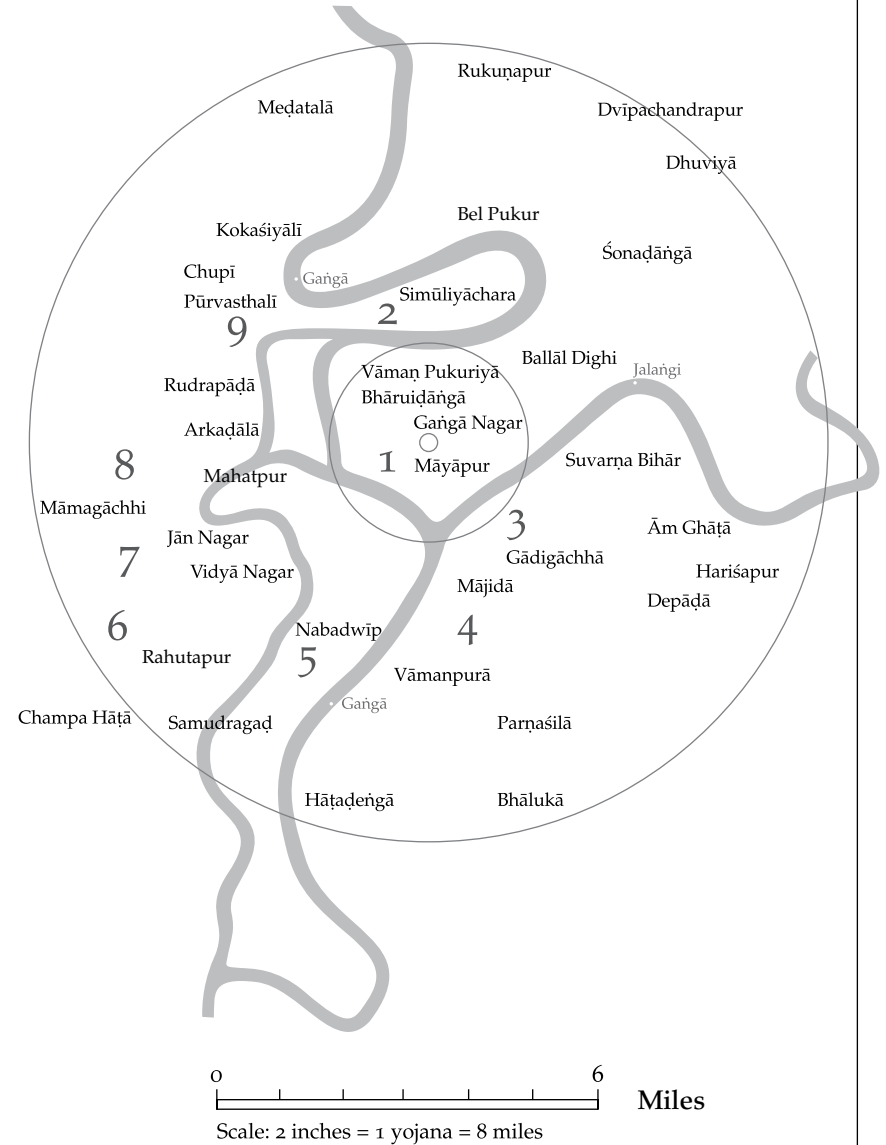 Rukuṇapur
Meḍatalā
Dvīpachandrapur
Dhuviyā
Bel Pukur
Kokaśiyālī
Śonaḍāṅgā
Chupī
Gaṅgā
Simūliyāchara
Pūrvasthalī
2
9
Ballāl Dighi
Vāmaṇ Pukuriyā
Jalaṅgi
Rudrapāḍā
Bhāruiḍāṅgā
Gaṅgā Nagar
Arkaḍālā
8
1
Māyāpur
Suvarṇa Bihār
Mahatpur
Māmagāchhi
3
Ām Ghāṭā
Jān Nagar
7
Gādigāchhā
Vidyā Nagar
Hariśapur
Mājidā
Depāḍā
6
Nabadwīp
4
Rahutapur
5
Vāmanpurā
Gaṅgā
Champa Hāṭā
Samudragaḍ
Parṇaśilā
Hāṭaḍeṅgā
Bhālukā
0
6
Miles
Scale: 2 inches = 1 yojana = 8 miles